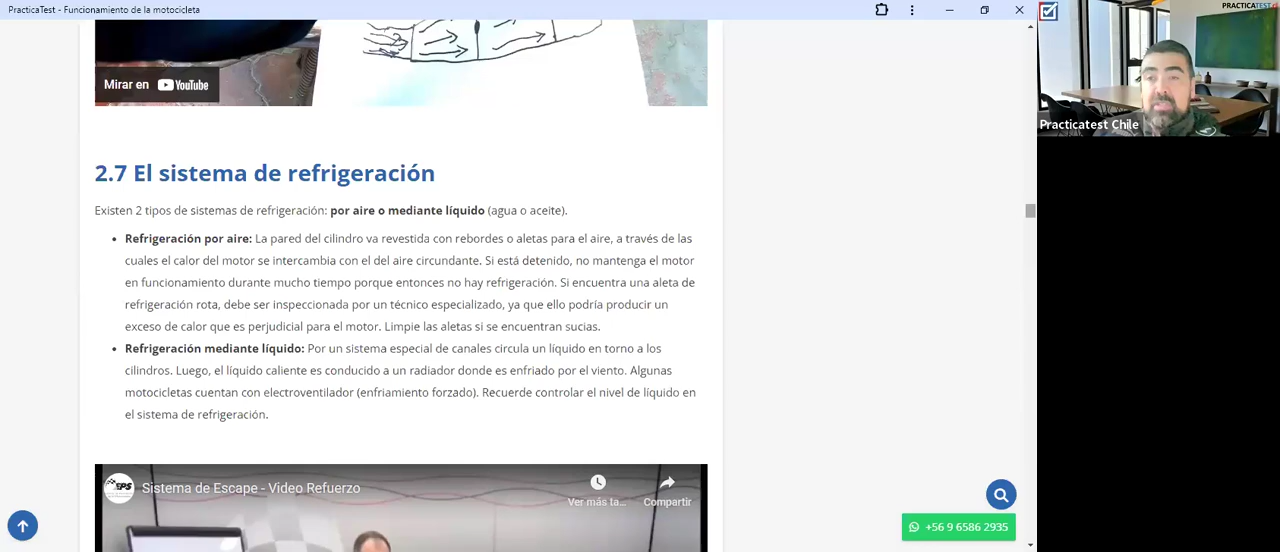 PracticaTest - Funcionamiento de la motocicleta
PRACTICATEST
Mirar en YouTube
Practicatest Chile
2.7 El sistema de refrigeración
Existen 2 tipos de sistemas de refrigeración: por aire o mediante líquido (agua o aceite).
• Refrigeración por aire: La pared del cilindro va revestida con rebordes o aletas para el aire, a través de las
cuales el calor del motor se intercambia con el del aire circundante. Si está detenido, no mantenga el motor
en funcionamiento durante mucho tiempo porque entonces no hay refrigeración. Si encuentra una aleta de
refrigeración rota, debe ser inspeccionada por un técnico especializado, ya que ello podría producir un
exceso de calor que es perjudicial para el motor. Limpie las aletas si se encuentran sucias.
• Refrigeración mediante líquido: Por un sistema especial de canales circula un líquido en torno a los
cilindros. Luego, el líquido caliente es conducido a un radiador donde es enfriado por el viento. Algunas
motocicletas cuentan con electroventilador (enfriamiento forzado). Recuerde controlar el nivel de líquido en
el sistema de refrigeración.
EPS
Sistema de Escape - Video Refuerzo
Ver más ta...
Compartir
+56 9 6586 2935